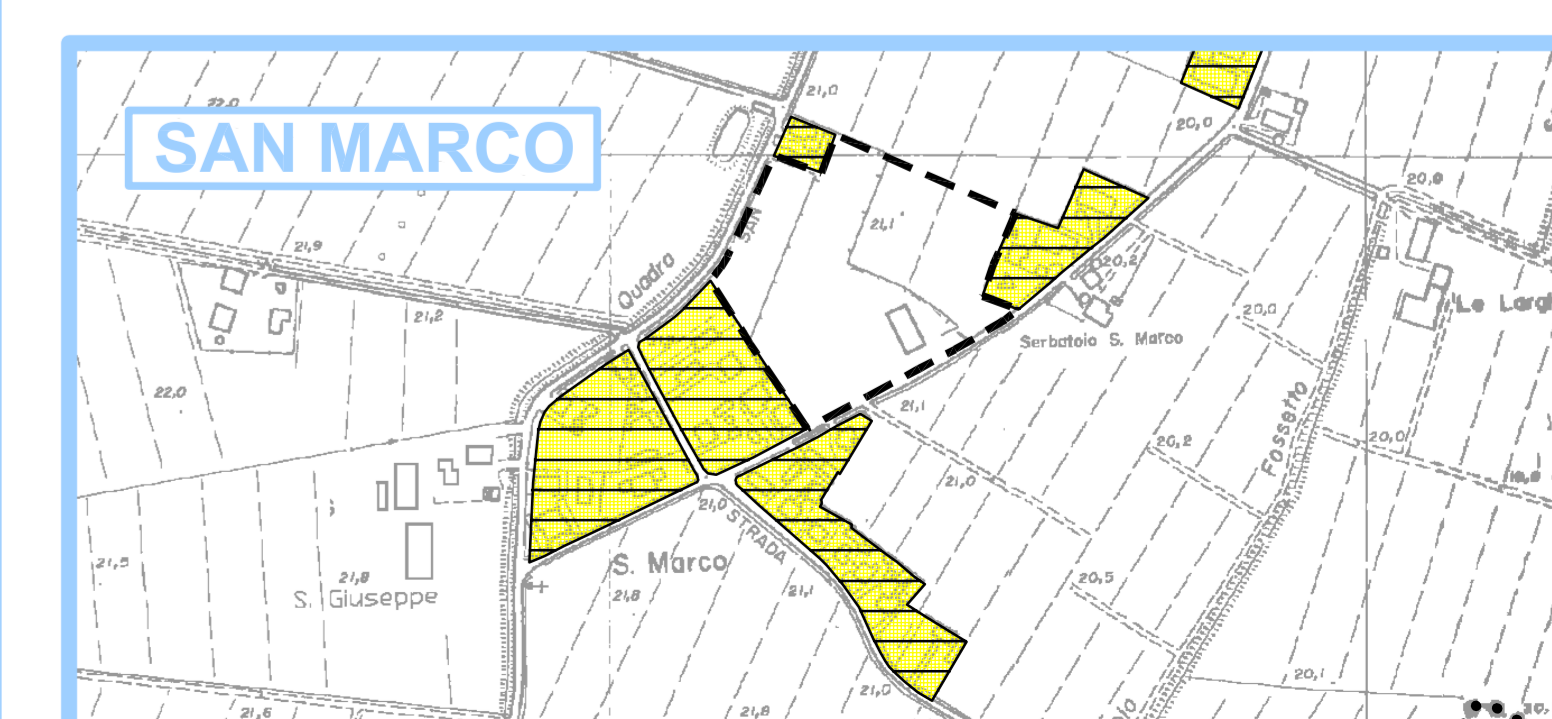 22,0
21,0
SAN MARCO
20,0
20,8
SAN
21,1
21,9
Quadro
20,2
21,2
20,0
Le Largh
Serbatoio S. Marco
22,0
21,1
Fossetto
20,2
20,0
21,0
21,0
STRADA
S. Marco
21,5
21,8
20,5
S. Giuseppe
21,8
21,1
20,1
21,0
21,6
21,8